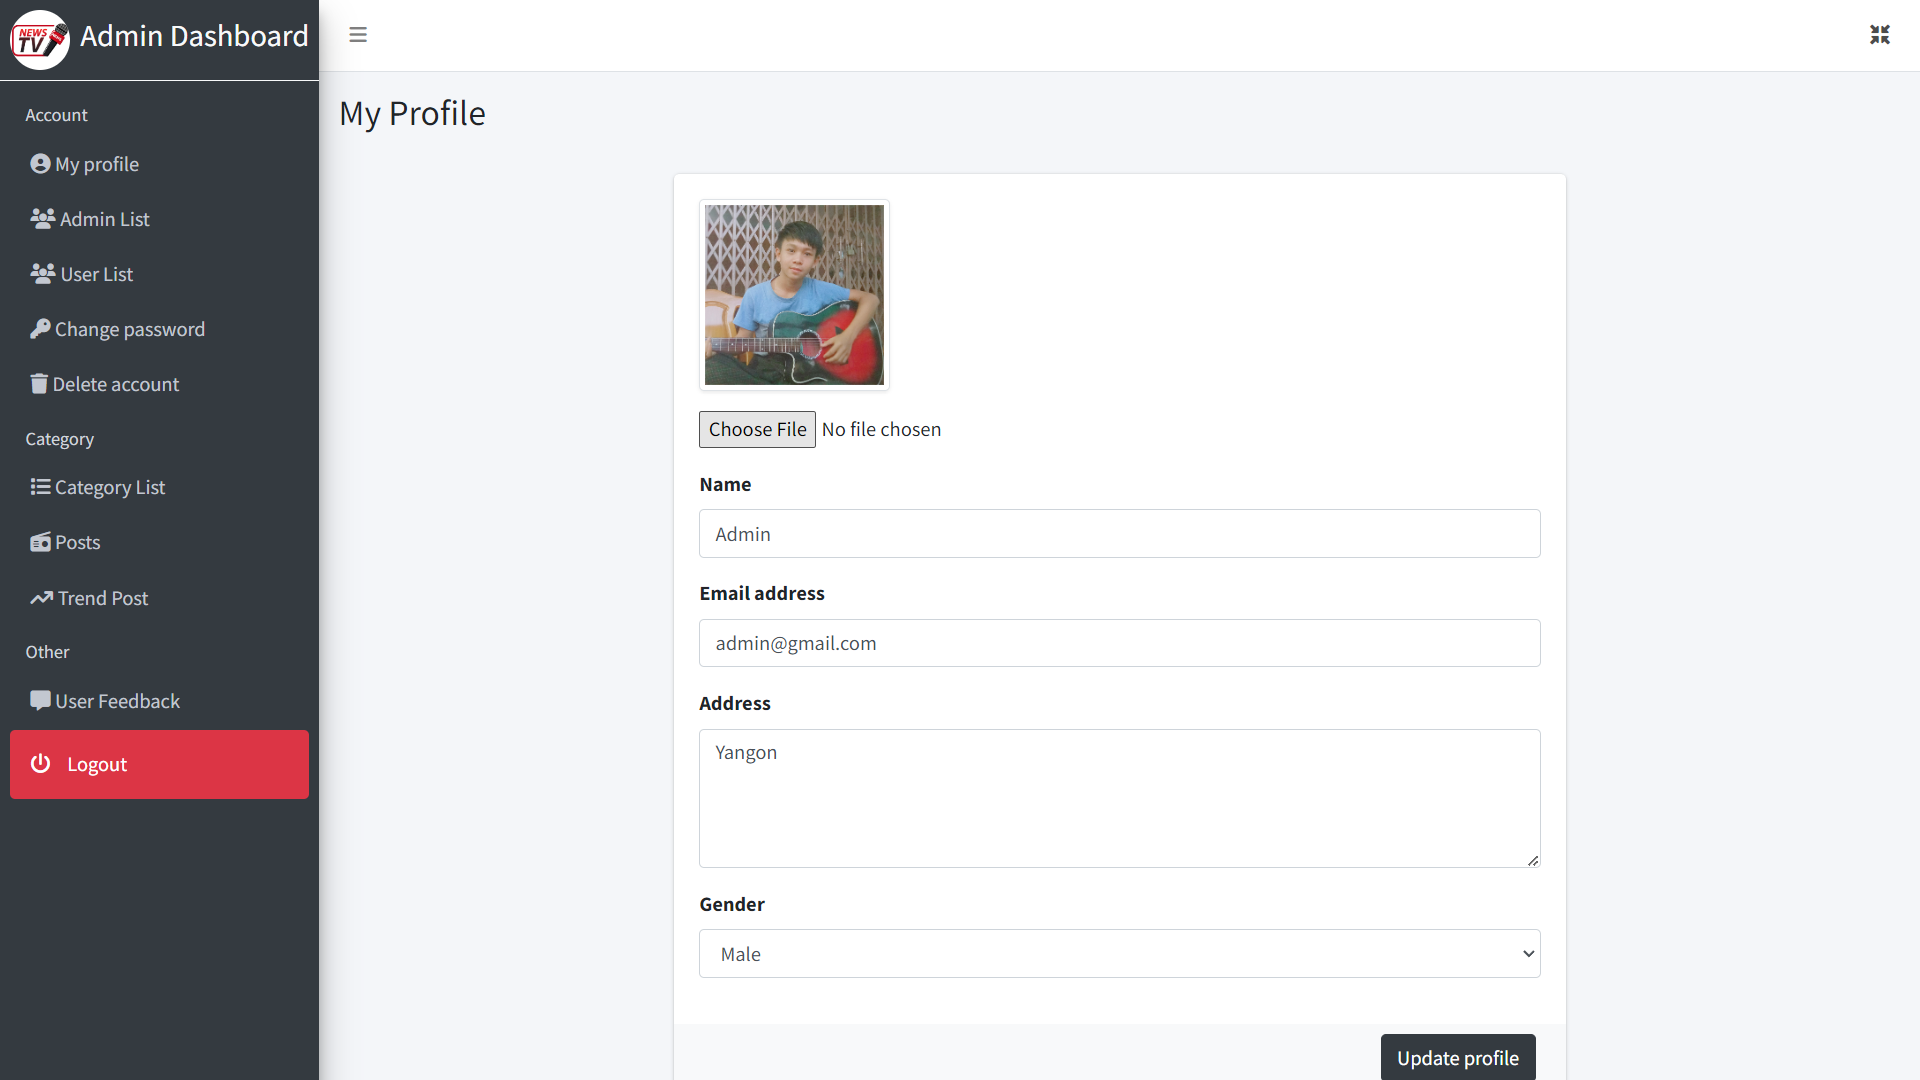 NEWS
TV
Admin Dashboard
My Profile
Account
My profile
Admin List
User List
Change password
Delete account
Category
Category List
Posts
Trend Post
Other
User Feedback
Logout
Choose File No file chosen
Name
Admin
Email address
admin@gmail.com
Address
Yangon
Gender
Male
Update profile